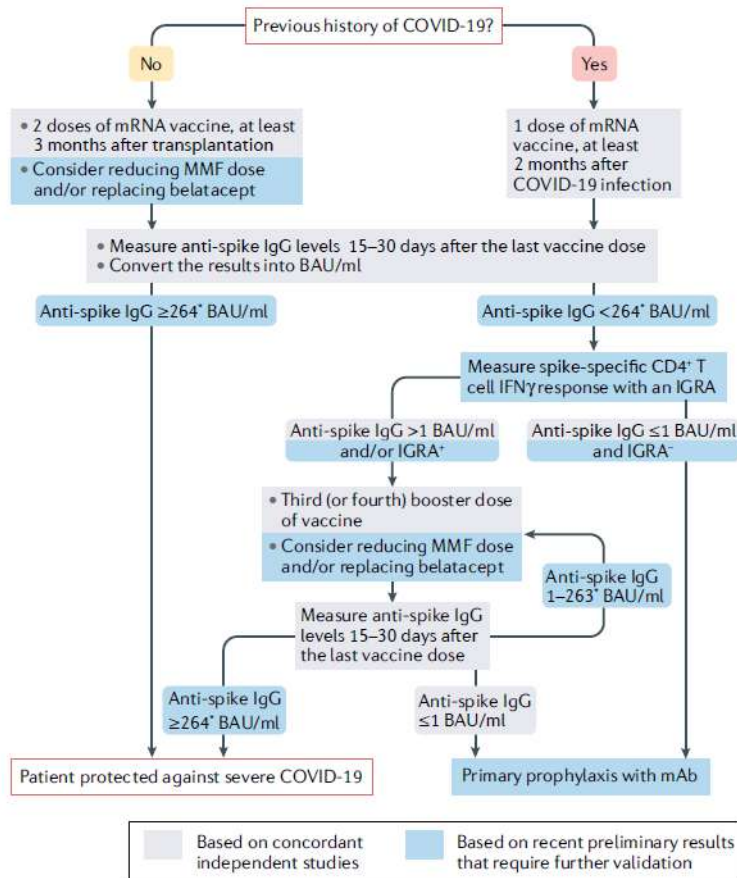 Previous history of COVID-19?
No
Yes
• 2 doses of mRNA vaccine, at least
3 months after transplantation
• Consider reducing MMF dose
and/or replacing belatacept
1 dose of mRNA
vaccine, at least
2 months after
COVID-19 infection
• Measure anti-spike IgG levels 15–30 days after the last vaccine dose
• Convert the results into BAU/ml
Anti-spike IgG ≥264* BAU/ml
Anti-spike IgG <264* BAU/ml
Measure spike-specific CD4⁺ T
cell IFNγ response with an IGRA
Anti-spike IgG >1 BAU/ml
and/or IGRA⁺
Anti-spike IgG ≤1 BAU/ml
and IGRA⁻
• Third (or fourth) booster dose
of vaccine
• Consider reducing MMF dose
and/or replacing belatacept
Anti-spike IgG
1–263* BAU/ml
Measure anti-spike IgG
levels 15–30 days after
the last vaccine dose
Anti-spike IgG
≥264* BAU/ml
Anti-spike IgG
≤1 BAU/ml
Patient protected against severe COVID-19
Primary prophylaxis with mAb
Based on concordant
independent studies
Based on recent preliminary results
that require further validation